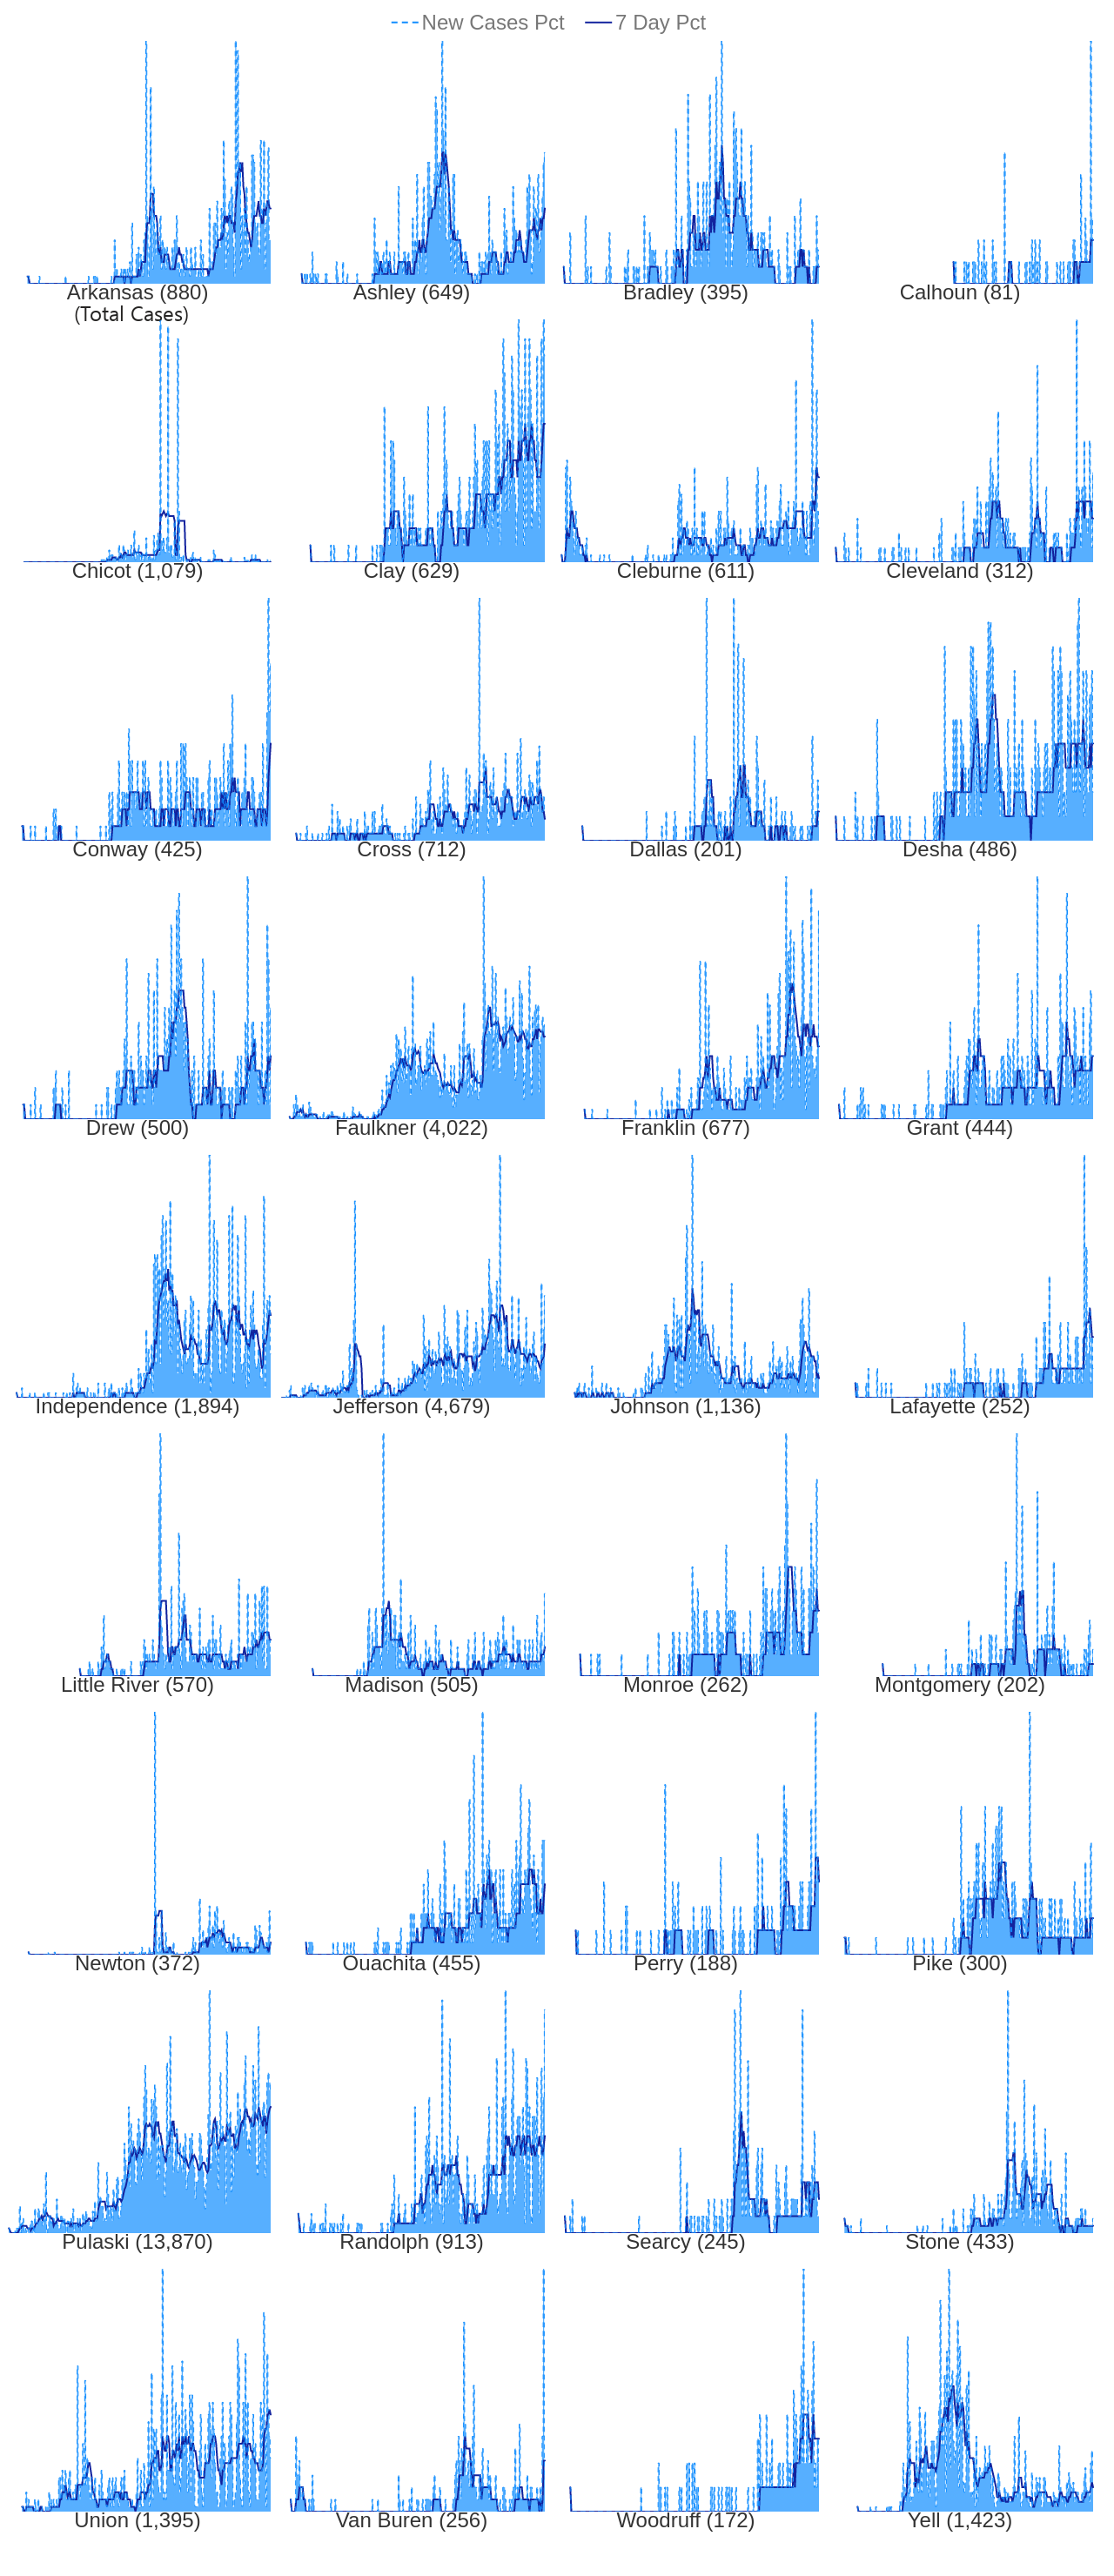 New Cases Pct 7 Day Pct
Arkansas (880) Ashley (649) Bradley (395) Calhoun (81)
(Total Cases)
Chicot (1,079) Clay (629) Cleburne (611) Cleveland (312)
Conway (425) Cross (712) Dallas (201) Desha (486)
Drew (500) Faulkner (4,022) Franklin (677) Grant (444)
Independence (1,894) Jefferson (4,679) Johnson (1,136) Lafayette (252)
Little River (570) Madison (505) Monroe (262) Montgomery (202)
Newton (372) Ouachita (455) Perry (188) Pike (300)
Pulaski (13,870) Randolph (913) Searcy (245) Stone (433)
Union (1,395) Van Buren (256) Woodruff (172) Yell (1,423)